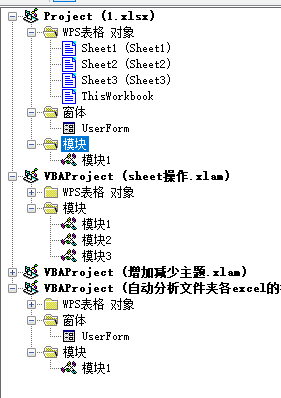 Project (1.xlsx)
WPS表格 对象
Sheet1 (Sheet1)
Sheet2 (Sheet2)
Sheet3 (Sheet3)
ThisWorkbook
窗体
UserForm
模块
模块1
VBAProject (sheet操作.xlam)
WPS表格 对象
模块
模块1
模块2
模块3
VBAProject (增加减少主题.xlam)
VBAProject (自动分析文件夹各excel的
WPS表格 对象
窗体
UserForm
模块
模块1